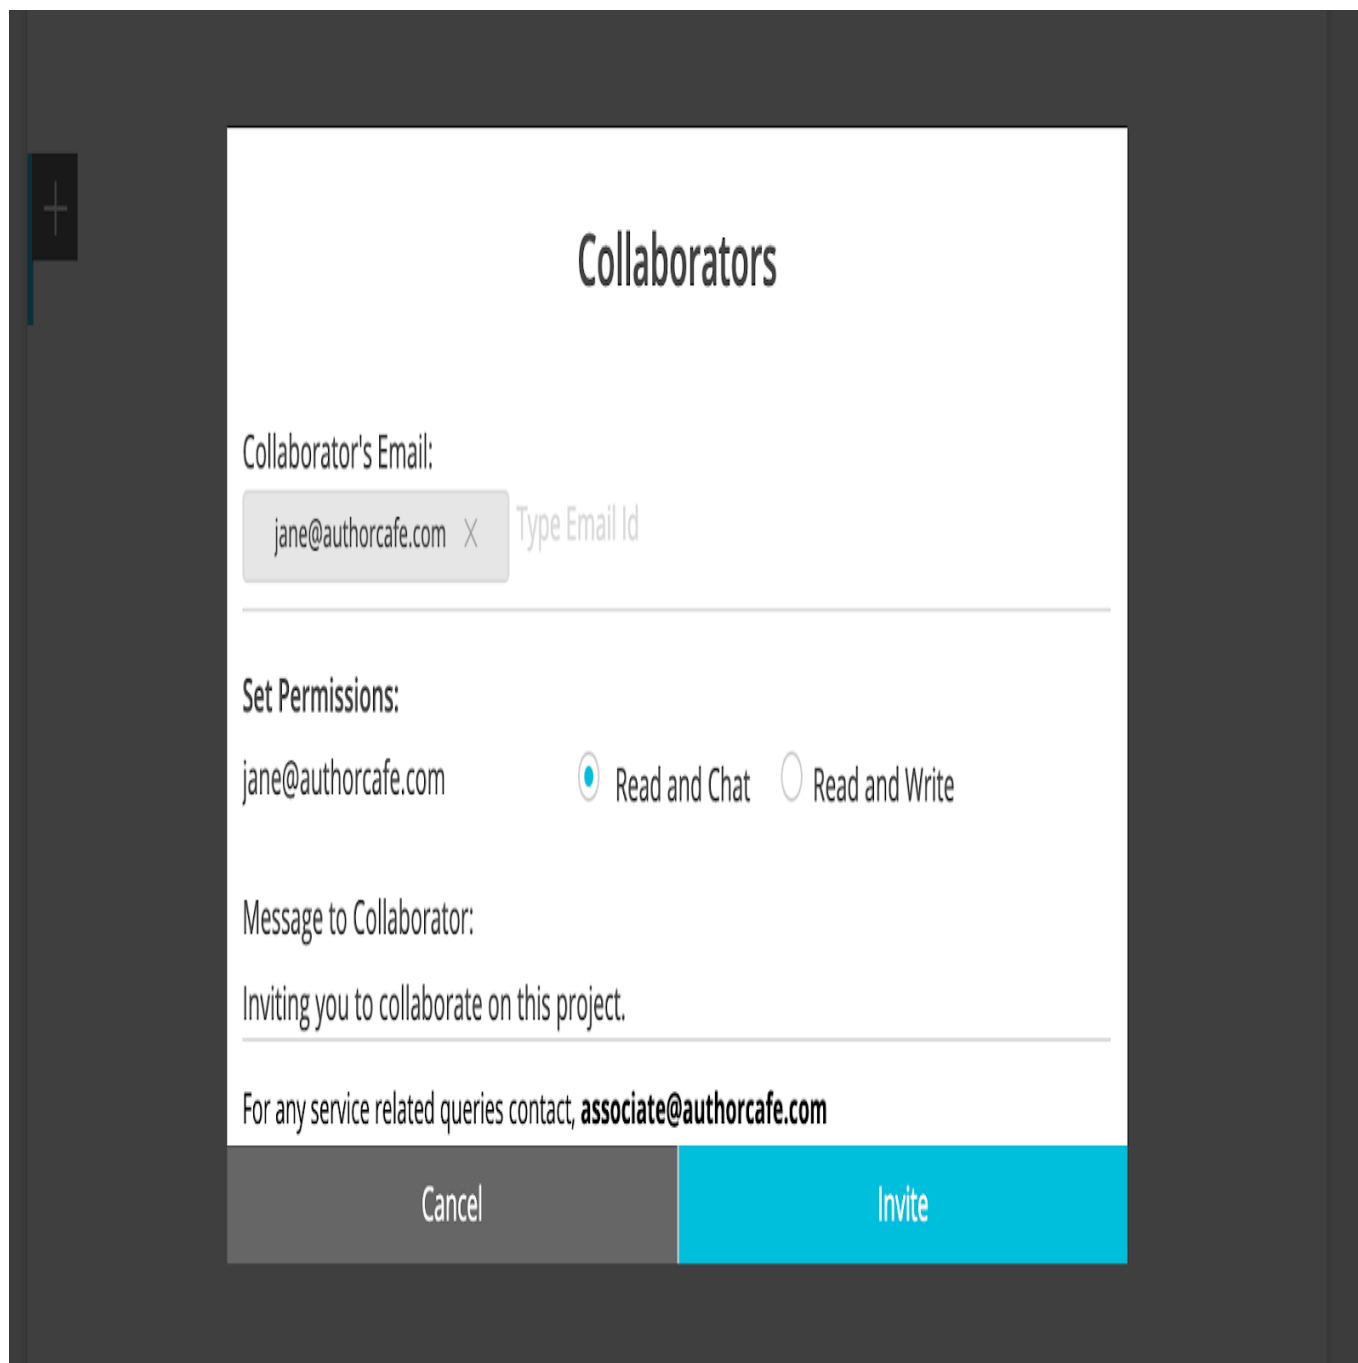 Collaborators
Collaborator's Email:
jane@authorcafe.com
Type Email Id
Set Permissions:
jane@authorcafe.com Read and Chat Read and Write
Message to Collaborator:
Inviting you to collaborate on this project.
For any service related queries contact, associate@authorcafe.com
Cancel Invite